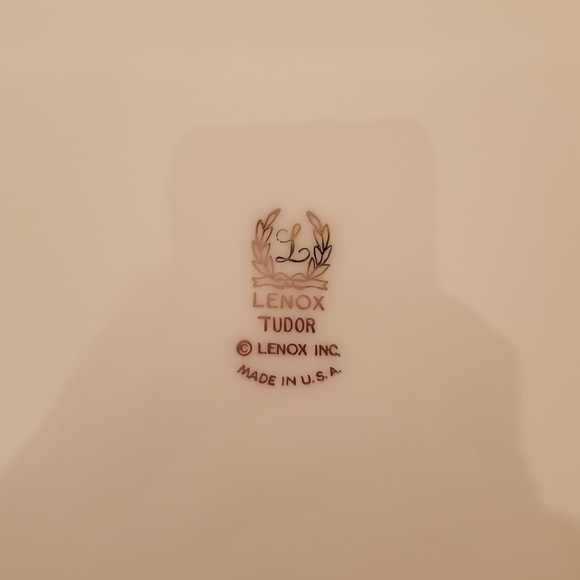 L
LENOX
TUDOR
© LENOX INC.
MADE IN U.S.A.